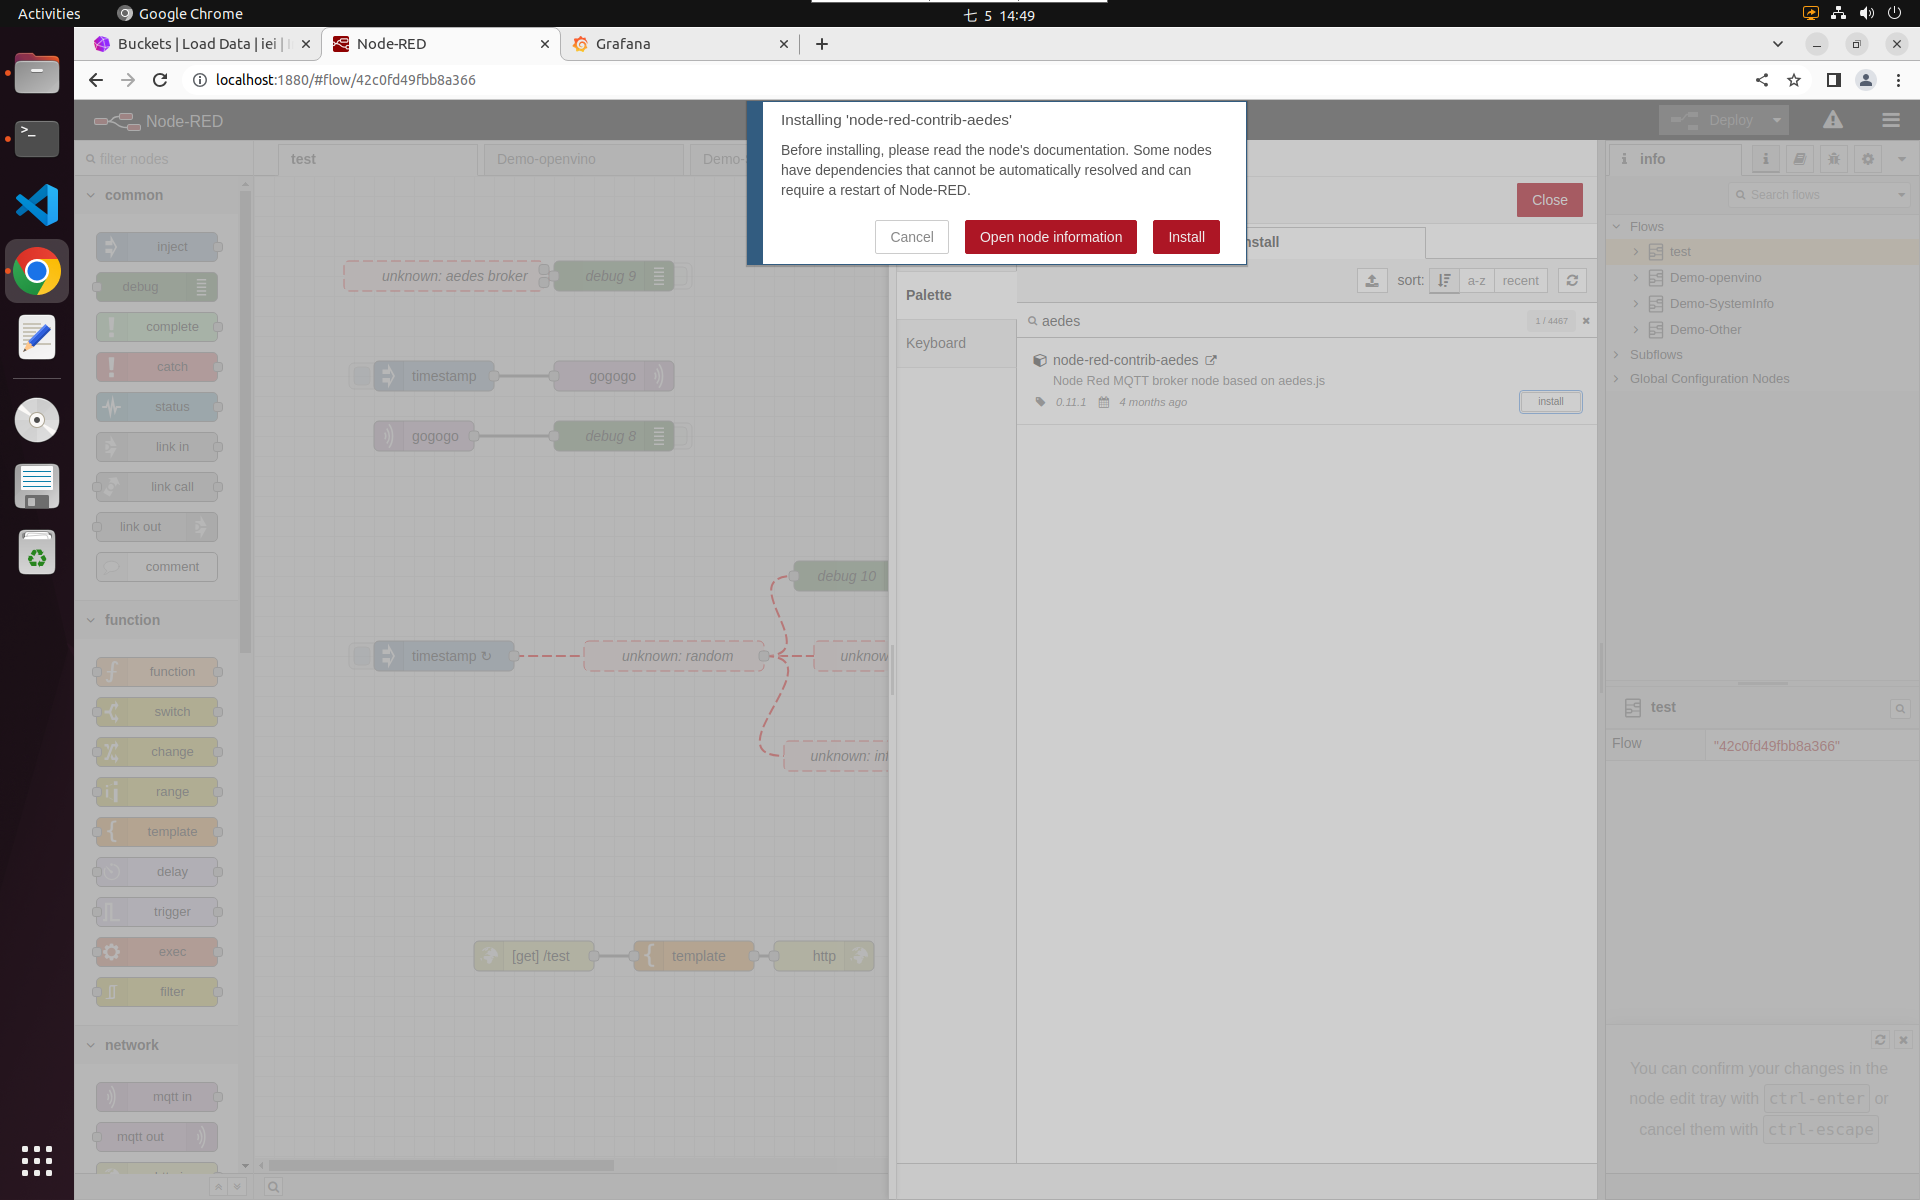 Activities
Google Chrome
七 5 14:49
Buckets | Load Data | iei |
Node-RED
Grafana
localhost:1880/#flow/42c0fd49fbb8a366
Node-RED
Deploy
Installing 'node-red-contrib-aedes'
Before installing, please read the node's documentation. Some nodes
have dependencies that cannot be automatically resolved and can
require a restart of Node-RED.
Cancel
Open node information
Install
filter nodes
test
Demo-openvino
Demo-
info
Search flows
Close
nstall
common
inject
debug
complete
catch
status
link in
link call
link out
comment
function
function
switch
change
range
template
delay
trigger
exec
filter
network
mqtt in
mqtt out
unknown: aedes broker
debug 9
timestamp
gogogo
gogogo
debug 8
debug 10
timestamp ↻
unknown: random
unknow
unknown: inf
[get] /test
template
http
Palette
Keyboard
sort:
a-z
recent
aedes
1 / 4467
node-red-contrib-aedes
Node Red MQTT broker node based on aedes.js
0.11.1
4 months ago
install
Flows
test
Demo-openvino
Demo-SystemInfo
Demo-Other
Subflows
Global Configuration Nodes
test
Flow
"42c0fd49fbb8a366"
You can confirm your changes in the
node edit tray with ctrl-enter or
cancel them with ctrl-escape